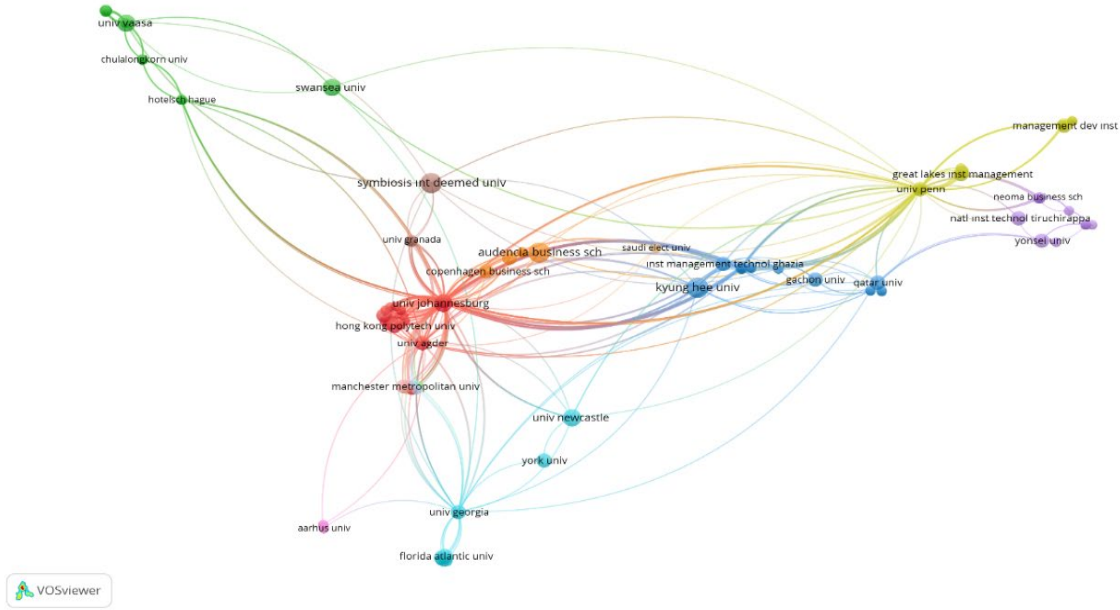 univ vaasa
chulalongkorn univ
swansea univ
hotelsch hague
management dev inst
great lakes inst management
symbiosis int deemed univ
univ penn
neoma business sch
natl inst technol tiruchirappa
univ granada
yonsei univ
saudi elect univ
audencia business sch
inst management technol ghazia
copenhagen business sch
gachon univ
qatar univ
kyung hee univ
univ johannesburg
hong kong polytech univ
univ agder
manchester metropolitan univ
univ newcastle
york univ
univ georgia
aarhus univ
florida atlantic univ
VOSviewer